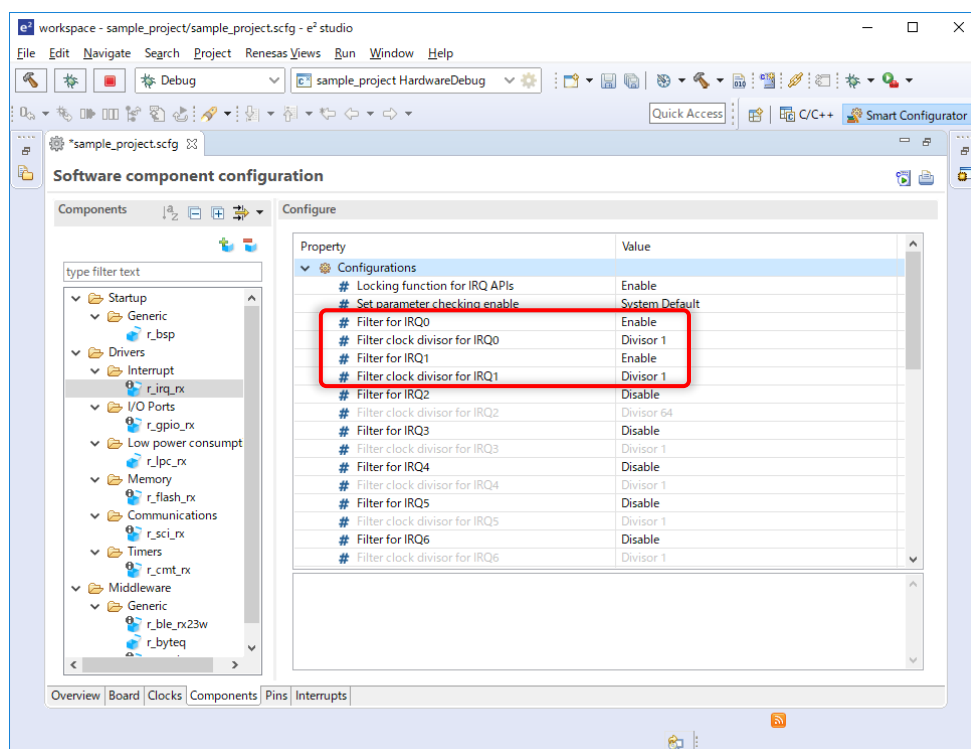 workspace - sample_project/sample_project.scfg - e² studio
File Edit Navigate Search Project Renesas Views Run Window Help
Debug sample_project HardwareDebug
Quick Access C/C++ Smart Configurator
*sample_project.scfg
Software component configuration
Components Configure
Property Value
type filter text
Configurations
Locking function for IRQ APIs Enable
Set parameter checking enable System Default
Filter for IRQ0 Enable
Filter clock divisor for IRQ0 Divisor 1
Filter for IRQ1 Enable
Filter clock divisor for IRQ1 Divisor 1
Filter for IRQ2 Disable
Filter clock divisor for IRQ2 Divisor 64
Filter for IRQ3 Disable
Filter clock divisor for IRQ3 Divisor 1
Filter for IRQ4 Disable
Filter clock divisor for IRQ4 Divisor 1
Filter for IRQ5 Disable
Filter clock divisor for IRQ5 Divisor 1
Filter for IRQ6 Disable
Filter clock divisor for IRQ6 Divisor 1
Startup
Generic
r_bsp
Drivers
Interrupt
r_irq_rx
I/O Ports
r_gpio_rx
Low power consumpt
r_lpc_rx
Memory
r_flash_rx
Communications
r_sci_rx
Timers
r_cmt_rx
Middleware
Generic
r_ble_rx23w
r_byteq
Overview Board Clocks Components Pins Interrupts